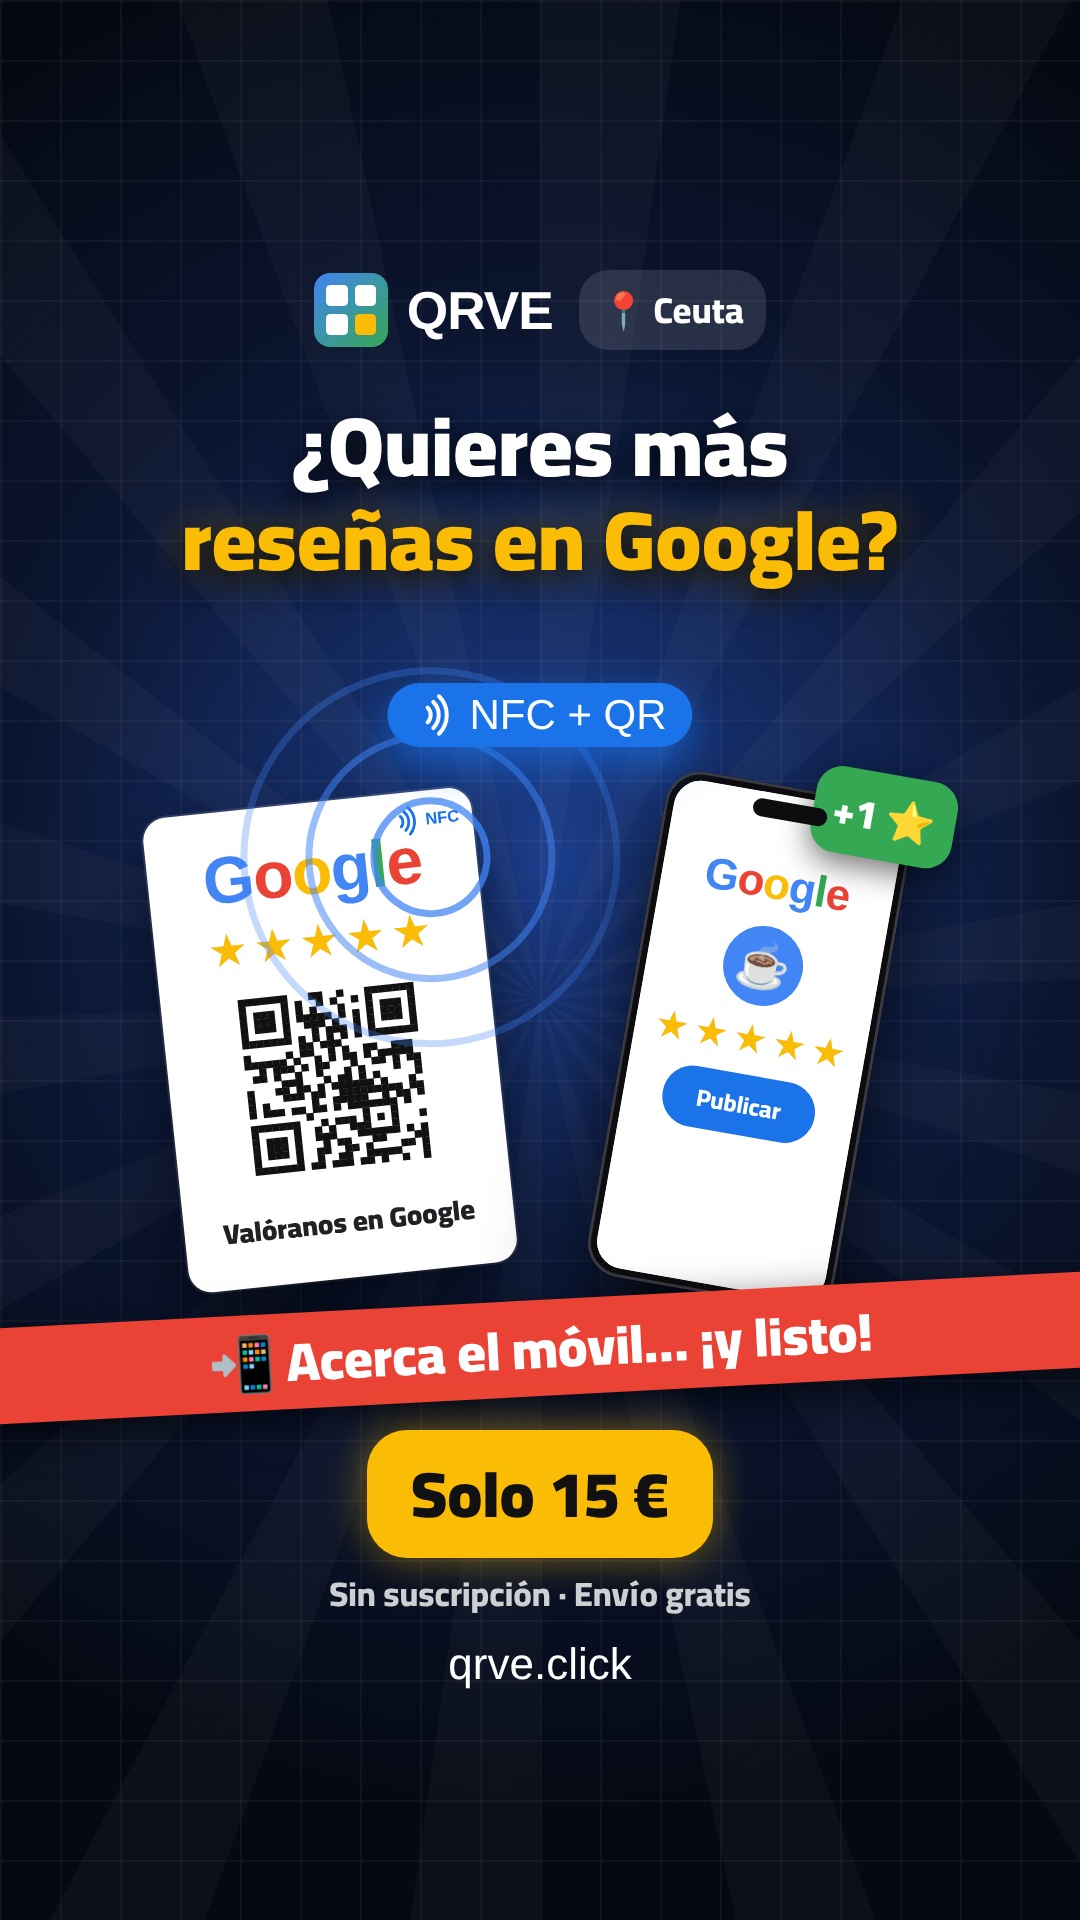 QRVE
📍 Ceuta
¿Quieres más
reseñas en Google?
NFC + QR
NFC
Google
★★★★★
Valóranos en Google
+1 ⭐
Google
★★★★★
Publicar
📲 Acerca el móvil... ¡y listo!
Solo 15 €
Sin suscripción · Envío gratis
qrve.click